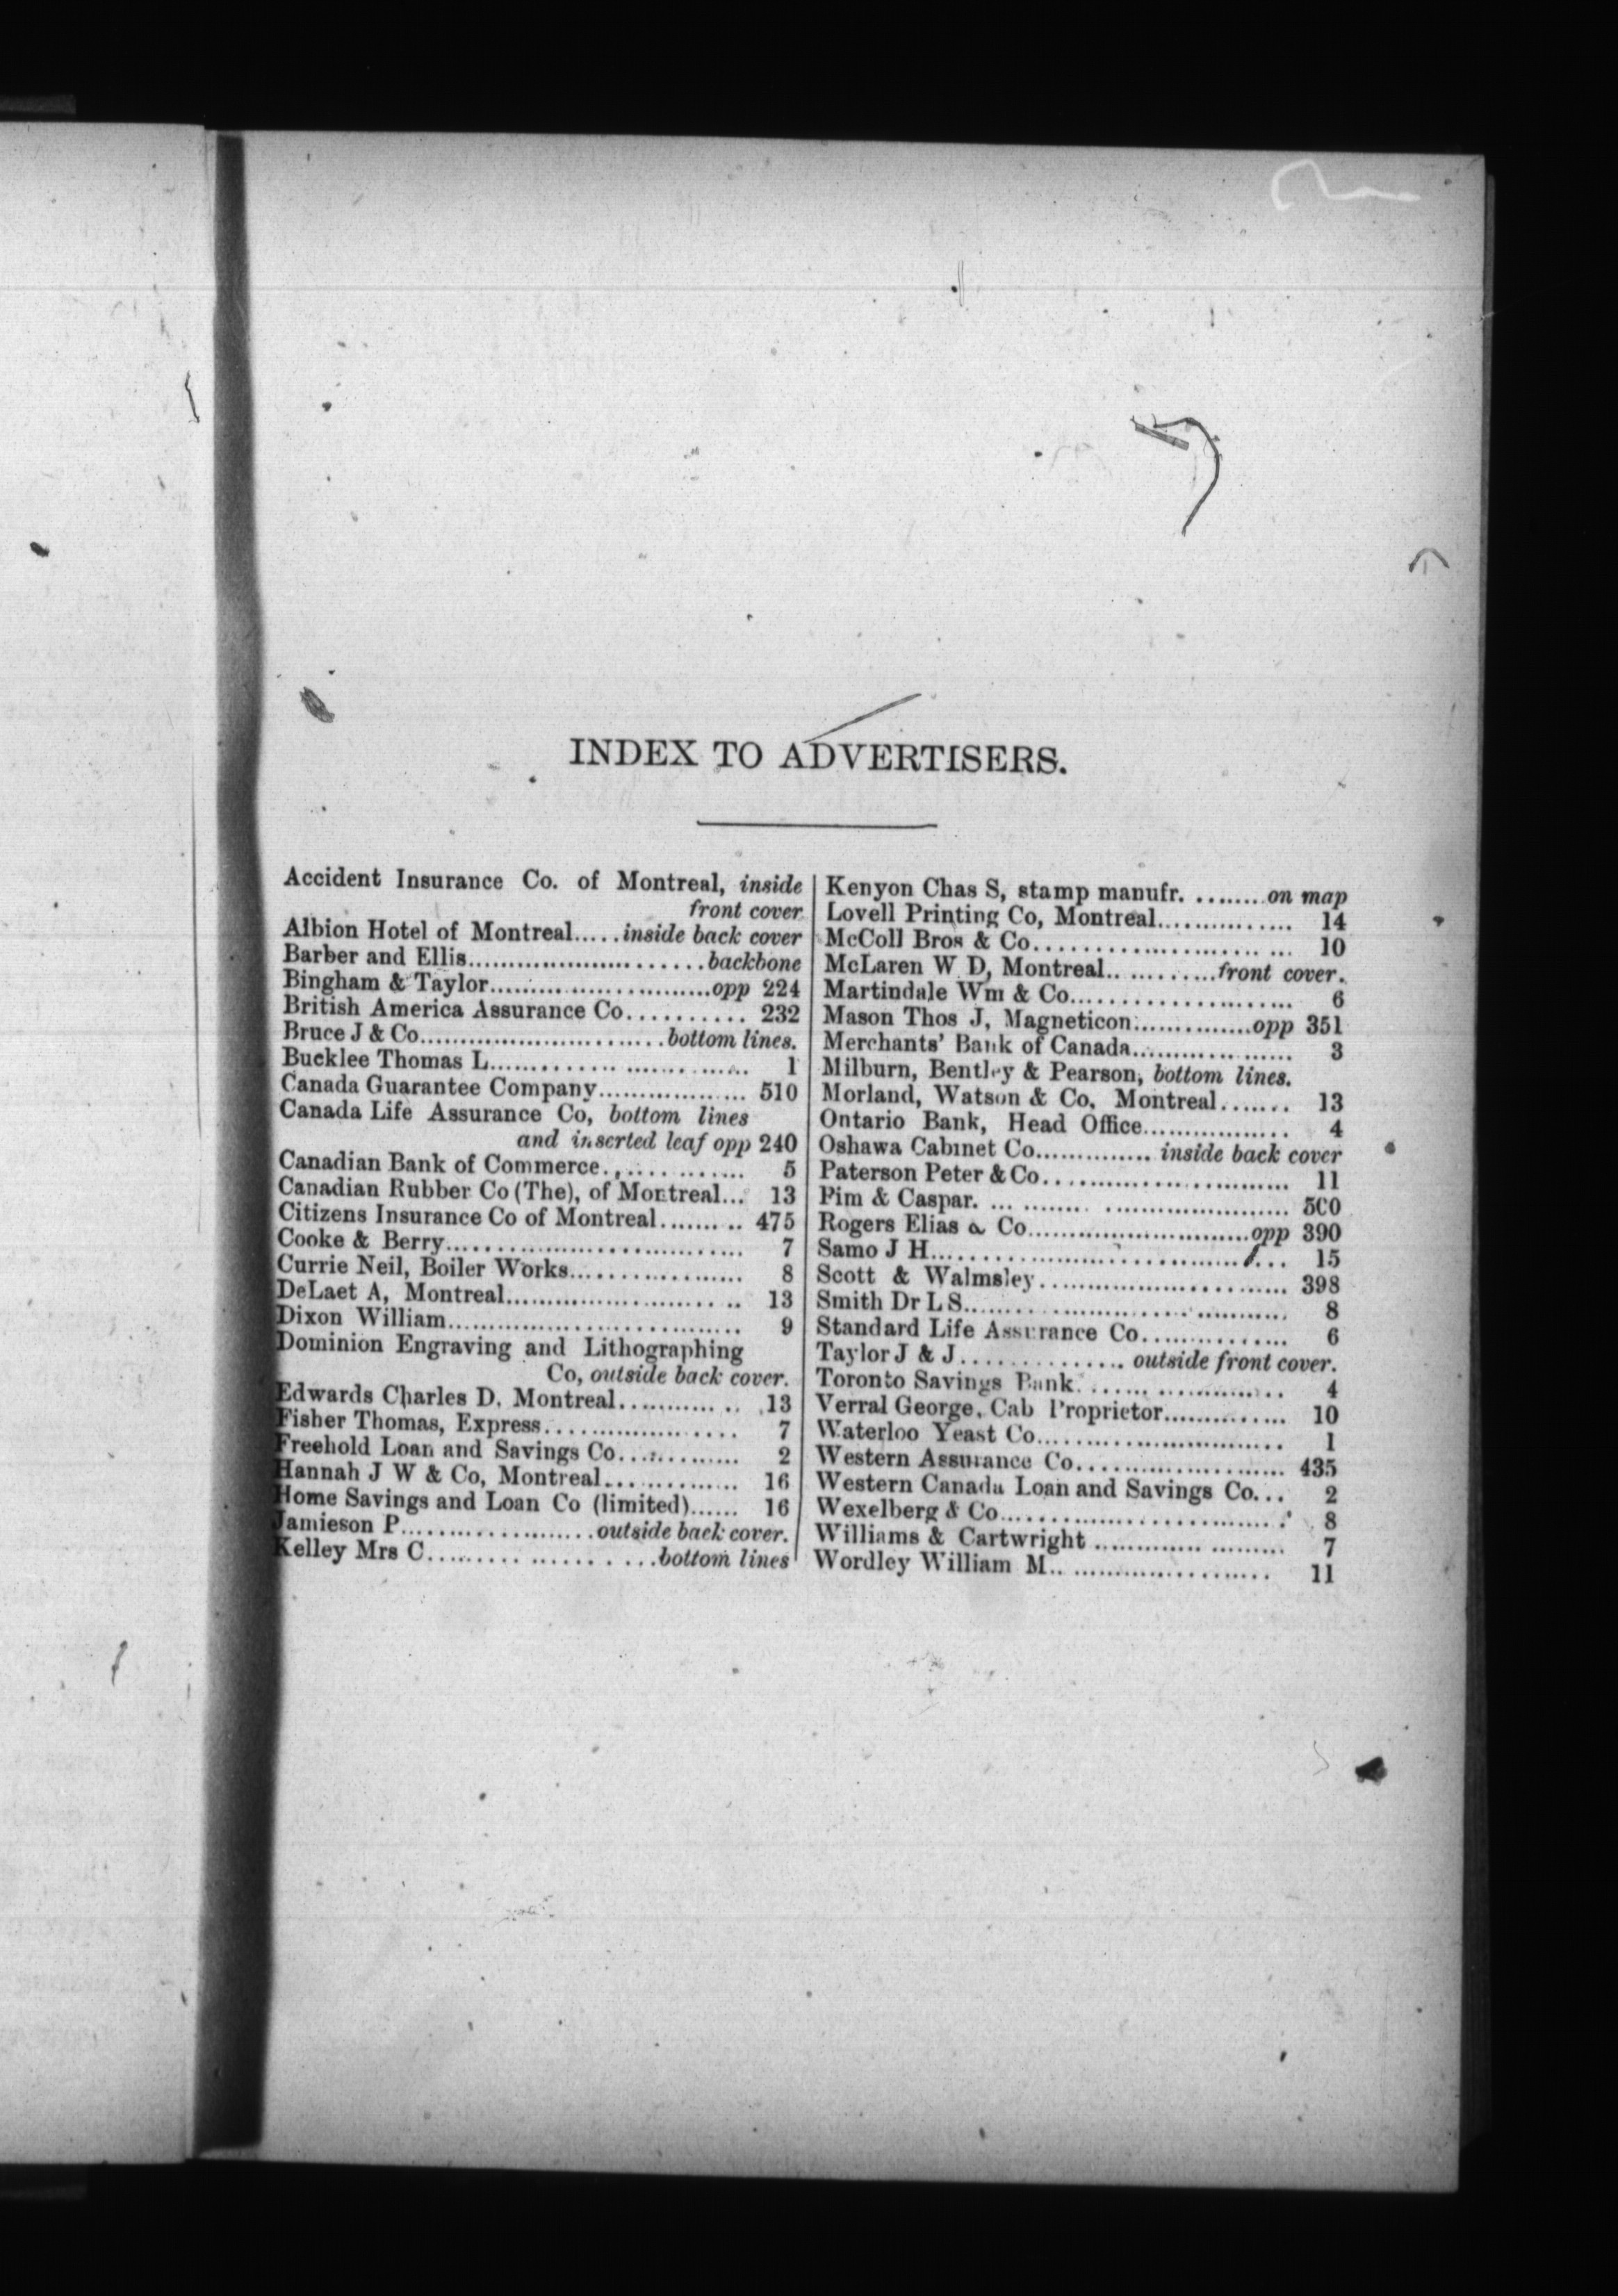 INDEX TO ADVERTISERS.
Accident Insurance Co. of Montreal, inside
front cover
Albion Hotel of Montreal.....inside back cover
Barber and Ellis..............................backbone
Bingham & Taylor............................opp 224
British America Assurance Co.......... 232
Bruce J & Co..............................bottom lines.
Bucklee Thomas L................................ 1
Canada Guarantee Company.................. 510
Canada Life Assurance Co, bottom lines
and inserted leaf opp 240
Canadian Bank of Commerce................. 5
Canadian Rubber Co (The), of Montreal... 13
Citizens Insurance Co of Montreal......... 475
Cooke & Berry..................................... 7
Currie Neil, Boiler Works..................... 8
DeLaet A, Montreal............................. 13
Dixon William.................................... 9
Dominion Engraving and Lithographing
Co, outside back cover.
Edwards Charles D. Montreal............. 13
Fisher Thomas, Express........................ 7
Freehold Loan and Savings Co.............. 2
Hannah J W & Co, Montreal................ 16
Home Savings and Loan Co (limited)...... 16
Jamieson P........................outside back cover.
Kelley Mrs C............................bottom lines
Kenyon Chas S, stamp manufr. ........on map
Lovell Printing Co, Montreal............... 14
McColl Bros & Co................................ 10
McLaren W D, Montreal.............front cover.
Martindale Wm & Co........................... 6
Mason Thos J, Magneticon..............opp 351
Merchants' Bank of Canada................... 3
Milburn, Bentley & Pearson, bottom lines.
Morland, Watson & Co, Montreal....... 13
Ontario Bank, Head Office.................. 4
Oshawa Cabinet Co.............. inside back cover
Paterson Peter & Co............................. 11
Pim & Caspar. ..................................... 500
Rogers Elias & Co...........................opp 390
Samo J H............................................ 15
Scott & Walmsley.............................. 398
Smith Dr L S....................................... 8
Standard Life Assurance Co................ 6
Taylor J & J.................... outside front cover.
Toronto Savings Bank.......................... 4
Verral George, Cab Proprietor.............. 10
Waterloo Yeast Co.............................. 1
Western Assurance Co......................... 435
Western Canada Loan and Savings Co... 2
Wexelberg & Co.................................. 8
Williams & Cartwright ....................... 7
Wordley William M........................... 11